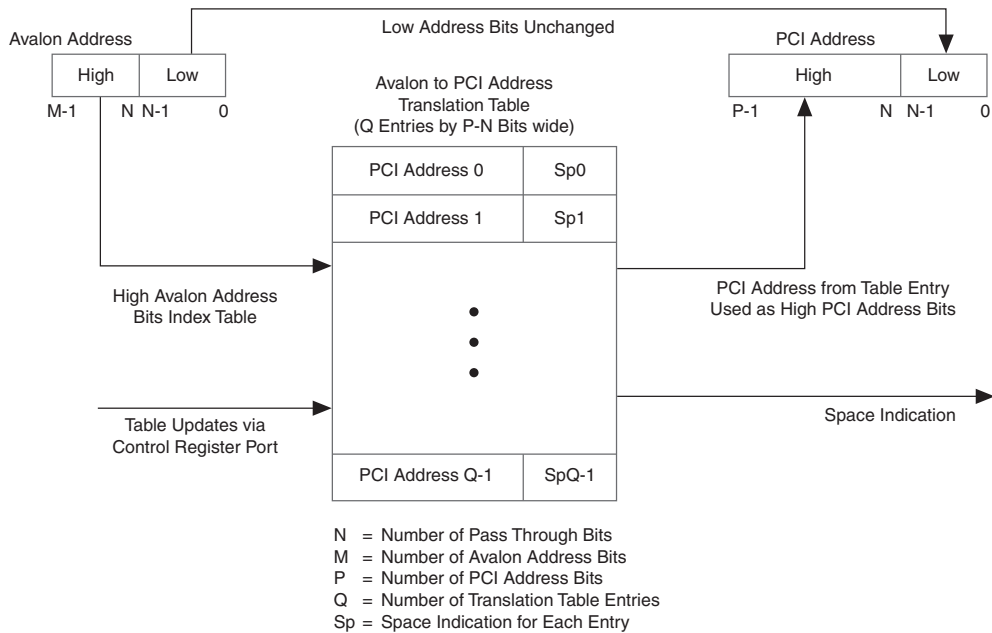 Low Address Bits Unchanged
Avalon Address
High Low
M-1 N N-1 0
PCI Address
High Low
P-1 N N-1 0
Avalon to PCI Address
Translation Table
(Q Entries by P-N Bits wide)
PCI Address 0 Sp0
PCI Address 1 Sp1
High Avalon Address
Bits Index Table
PCI Address from Table Entry
Used as High PCI Address Bits
Table Updates via
Control Register Port
Space Indication
PCI Address Q-1 SpQ-1
N = Number of Pass Through Bits
M = Number of Avalon Address Bits
P = Number of PCI Address Bits
Q = Number of Translation Table Entries
Sp = Space Indication for Each Entry